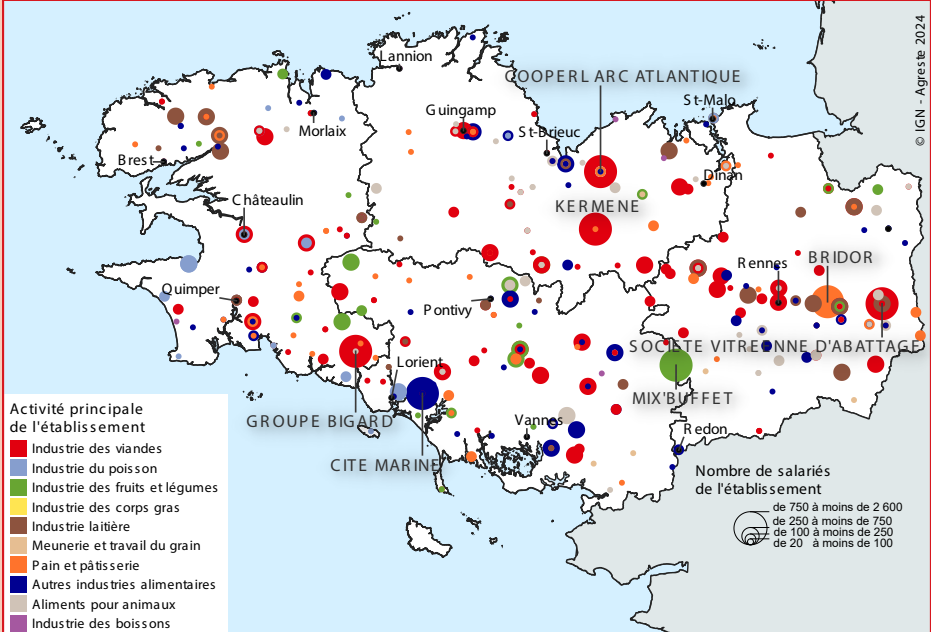 © IGN - Agreste 2024
Lannion
COOPERL ARC ATLANTIQUE
St-Malo
Guingamp
St-Brieuc
Morlaix
Brest
Dinan
Châteaulin
KERMENE
Rennes
BRIDOR
Quimper
Pontivy
SOCIETE VITREENNE D'ABATTAGE
Lorient
MIX'BUFFET
GROUPE BIGARD
Vannes
Redon
CITE MARINE
Activité principale
de l'établissement
Industrie des viandes
Industrie du poisson
Industrie des fruits et légumes
Industrie des corps gras
Industrie laitière
Meunerie et travail du grain
Pain et pâtisserie
Autres industries alimentaires
Aliments pour animaux
Industrie des boissons
Nombre de salariés
de l'établissement
de 750 à moins de 2 600
de 250 à moins de 750
de 100 à moins de 250
de 20 à moins de 100